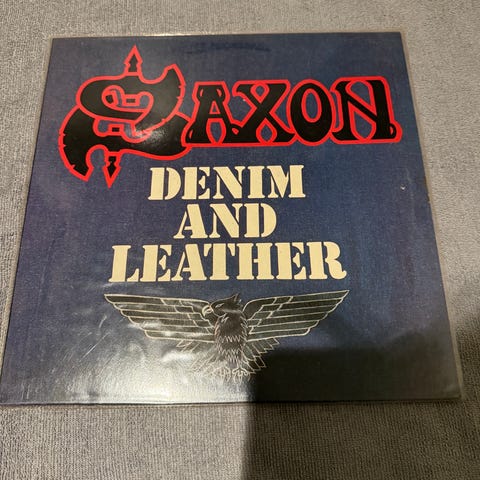 SAXON
DENIM
AND
LEATHER